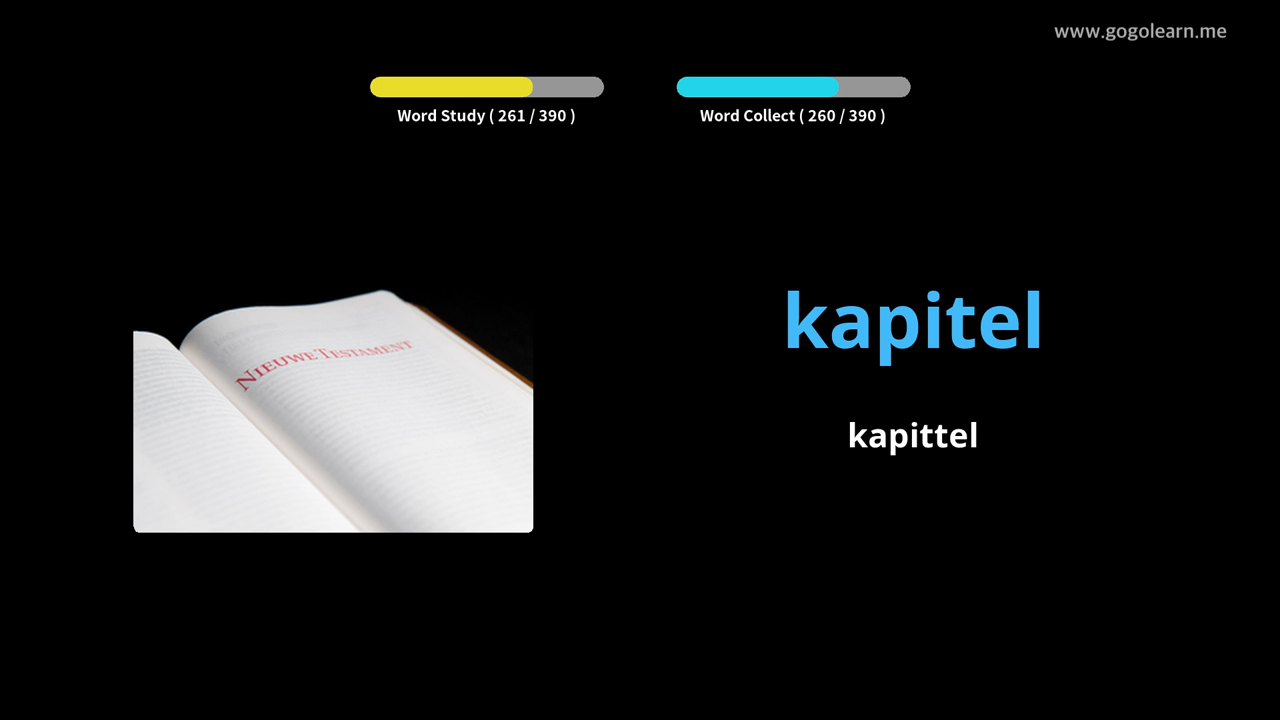 www.gogolearn.me
Word Study ( 261 / 390 )
Word Collect ( 260 / 390 )
NIEUWE TESTAMENT
kapitel
kapittel